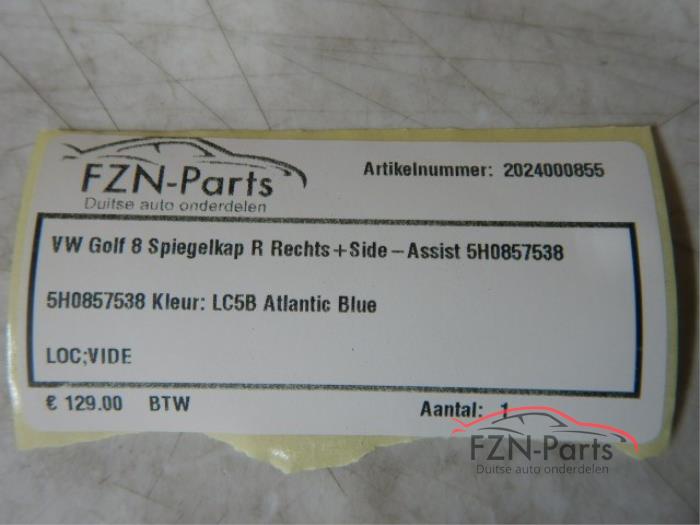 FZN-Parts
Duitse auto onderdelen
Artikelnummer: 2024000855
VW Golf 8 Spiegelkap R Rechts+Side-Assist 5H0857538
5H0857538 Kleur: LC5B Atlantic Blue
LOC;VIDE
€ 129.00 BTW
Aantal: 1
FZN-Parts
Duitse auto onderdelen